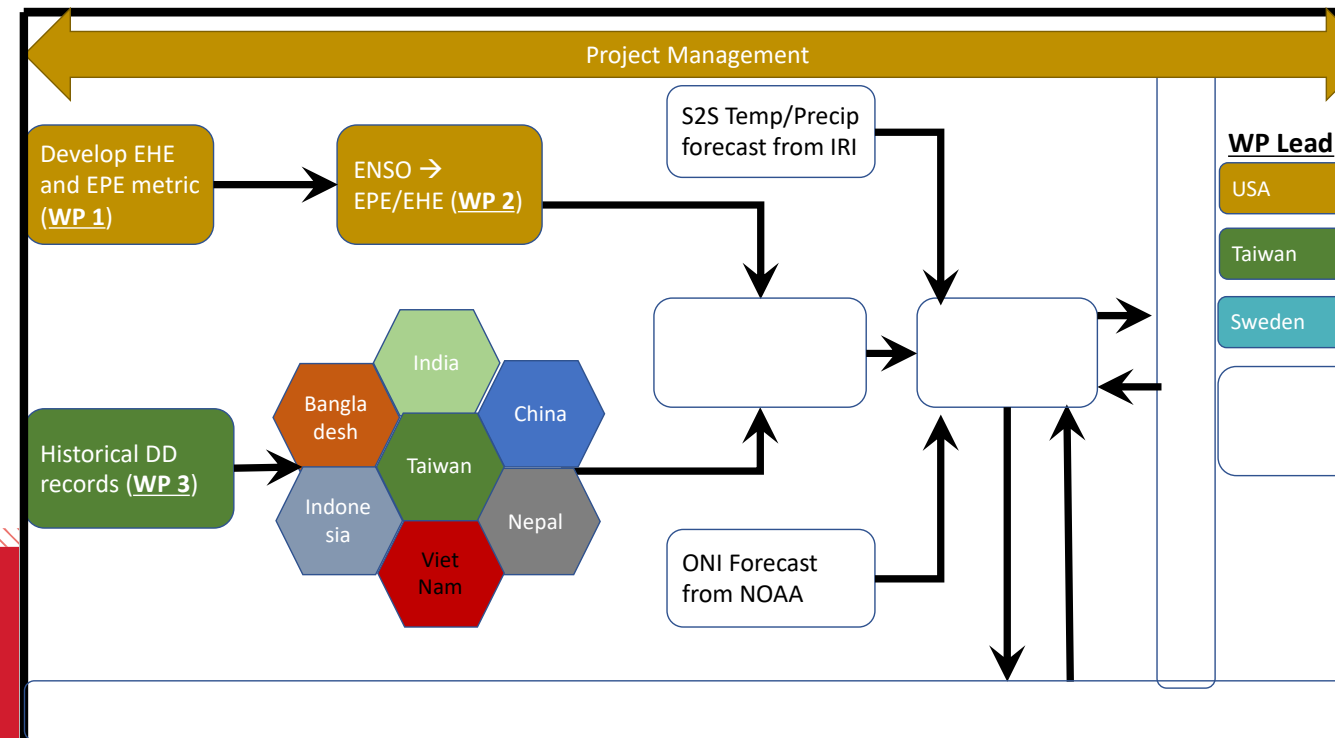 Project Management
S2S Temp/Precip
forecast from IRI
WP Lead
Develop EHE
and EPE metric
(WP 1)
ENSO →
EPE/EHE (WP 2)
USA
Taiwan
Sweden
India
Bangla
desh
China
Taiwan
Historical DD
records (WP 3)
Indone
sia
Nepal
Viet
Nam
ONI Forecast
from NOAA